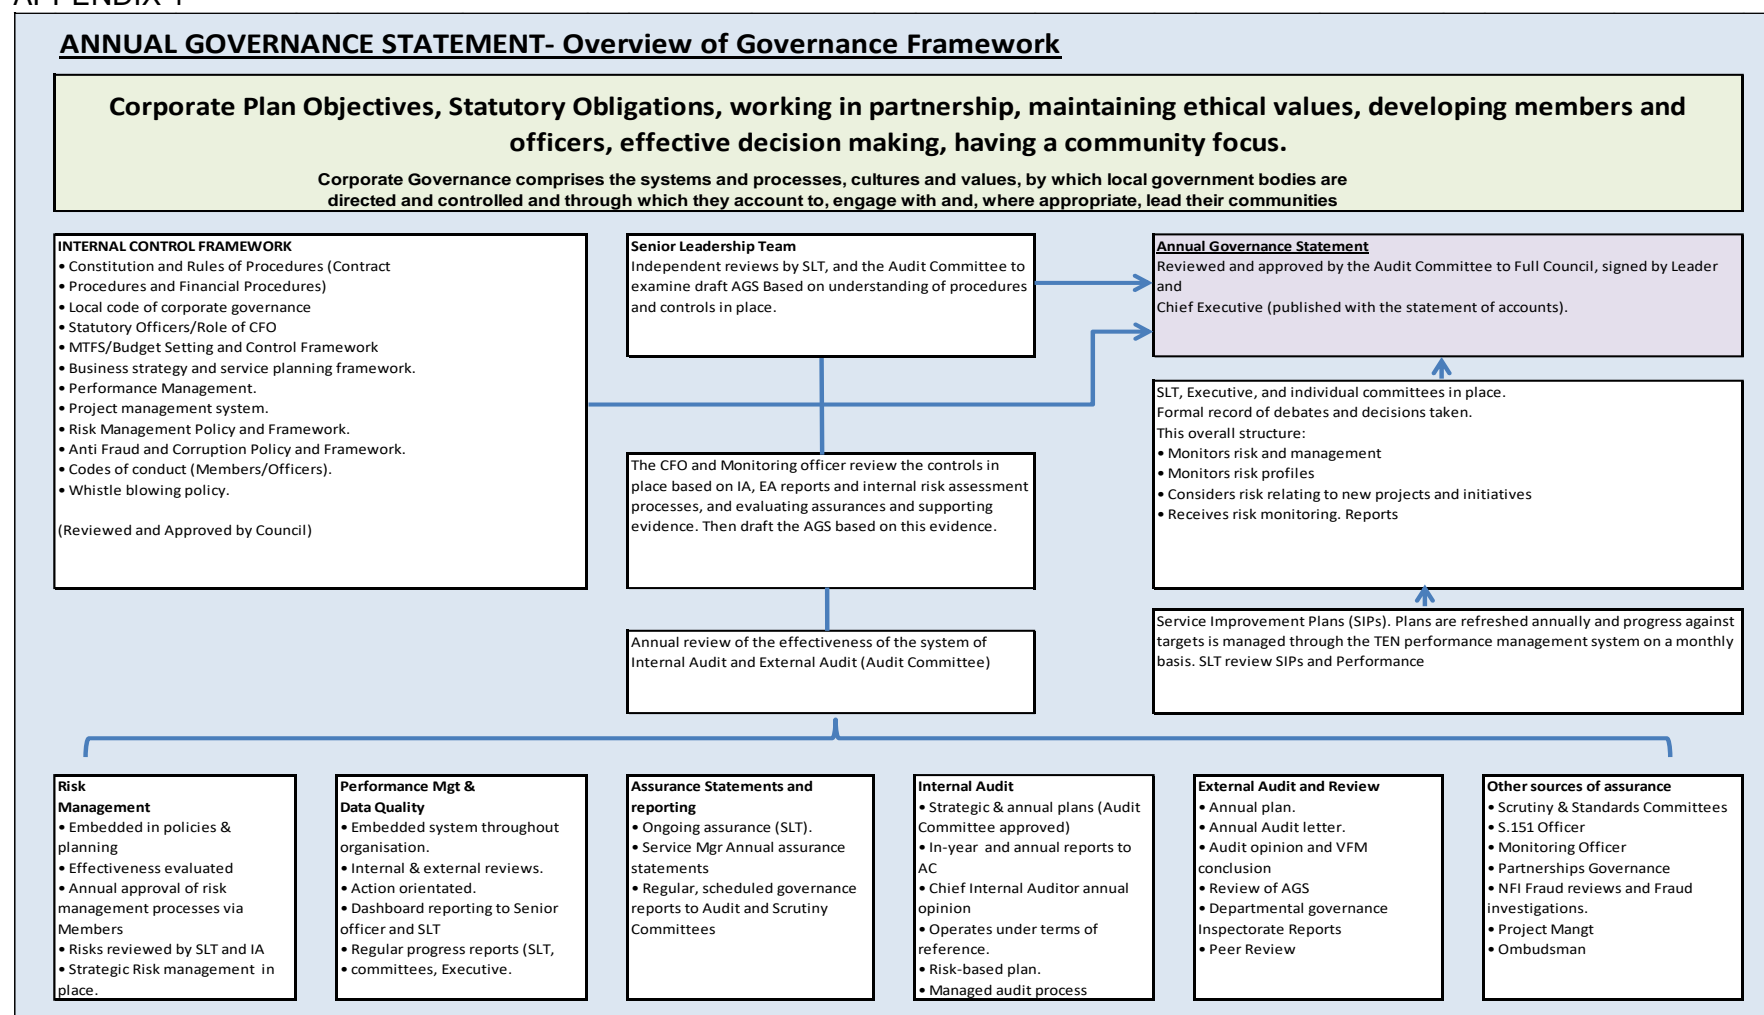 ANNUAL GOVERNANCE STATEMENT- Overview of Governance Framework
Corporate Plan Objectives, Statutory Obligations, working in partnership, maintaining ethical values, developing members and
officers, effective decision making, having a community focus.
Corporate Governance comprises the systems and processes, cultures and values, by which local government bodies are
directed and controlled and through which they account to, engage with and, where appropriate, lead their communities
INTERNAL CONTROL FRAMEWORK
• Constitution and Rules of Procedures (Contract
• Procedures and Financial Procedures)
• Local code of corporate governance
• Statutory Officers/Role of CFO
• MTFS/Budget Setting and Control Framework
• Business strategy and service planning framework.
• Performance Management.
• Project management system.
• Risk Management Policy and Framework.
• Anti Fraud and Corruption Policy and Framework.
• Codes of conduct (Members/Officers).
• Whistle blowing policy.
(Reviewed and Approved by Council)
Senior Leadership Team
Independent reviews by SLT, and the Audit Committee to
examine draft AGS Based on understanding of procedures
and controls in place.
Annual Governance Statement
Reviewed and approved by the Audit Committee to Full Council, signed by Leader
and
Chief Executive (published with the statement of accounts).
The CFO and Monitoring officer review the controls in
place based on IA, EA reports and internal risk assessment
processes, and evaluating assurances and supporting
evidence. Then draft the AGS based on this evidence.
SLT, Executive, and individual committees in place.
Formal record of debates and decisions taken.
This overall structure:
• Monitors risk and management
• Monitors risk profiles
• Considers risk relating to new projects and initiatives
• Receives risk monitoring. Reports
Annual review of the effectiveness of the system of
Internal Audit and External Audit (Audit Committee)
Service Improvement Plans (SIPs). Plans are refreshed annually and progress against
targets is managed through the TEN performance management system on a monthly
basis. SLT review SIPs and Performance
Risk
Management
• Embedded in policies &
planning
• Effectiveness evaluated
• Annual approval of risk
management processes via
Members
• Risks reviewed by SLT and IA
• Strategic Risk management in
place.
Performance Mgt &
Data Quality
• Embedded system throughout
organisation.
• Internal & external reviews.
• Action orientated.
• Dashboard reporting to Senior
officer and SLT
• Regular progress reports (SLT,
• committees, Executive.
Assurance Statements and
reporting
• Ongoing assurance (SLT).
• Service Mgr Annual assurance
statements
• Regular, scheduled governance
reports to Audit and Scrutiny
Committees
Internal Audit
• Strategic & annual plans (Audit
Committee approved)
• In-year and annual reports to
AC
• Chief Internal Auditor annual
opinion
• Operates under terms of
reference.
• Risk-based plan.
• Managed audit process
External Audit and Review
• Annual plan.
• Annual Audit letter.
• Audit opinion and VFM
conclusion
• Review of AGS
• Departmental governance
Inspectorate Reports
• Peer Review
Other sources of assurance
• Scrutiny & Standards Committees
• S.151 Officer
• Monitoring Officer
• Partnerships Governance
• NFI Fraud reviews and Fraud
investigations.
• Project Mangt
• Ombudsman